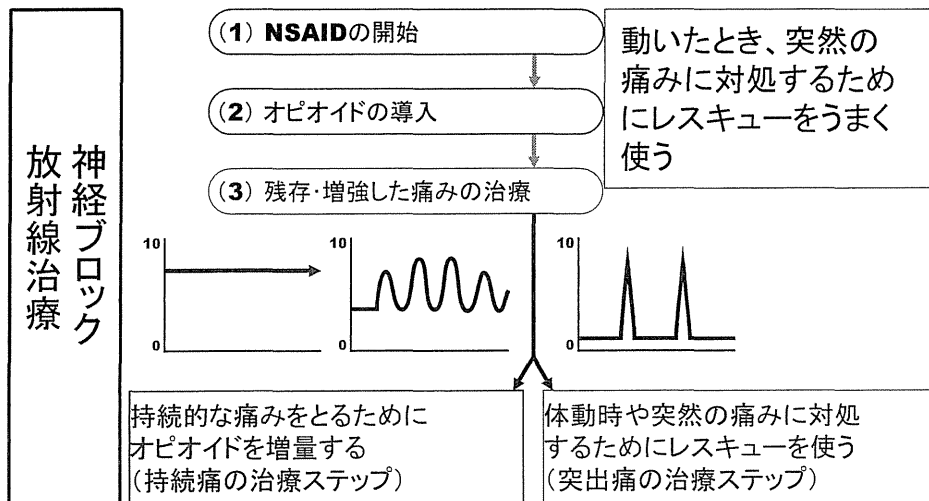 神経ブロック
放射線治療
(1) NSAIDの開始
(2) オピオイドの導入
(3) 残存・増強した痛みの治療
動いたとき、突然の
痛みに対処するため
にレスキューをうまく
使う
10
0
10
0
10
0
持続的な痛みをとるために
オピオイドを増量する
(持続痛の治療ステップ)
体動時や突然の痛みに対処
するためにレスキューを使う
(突出痛の治療ステップ)